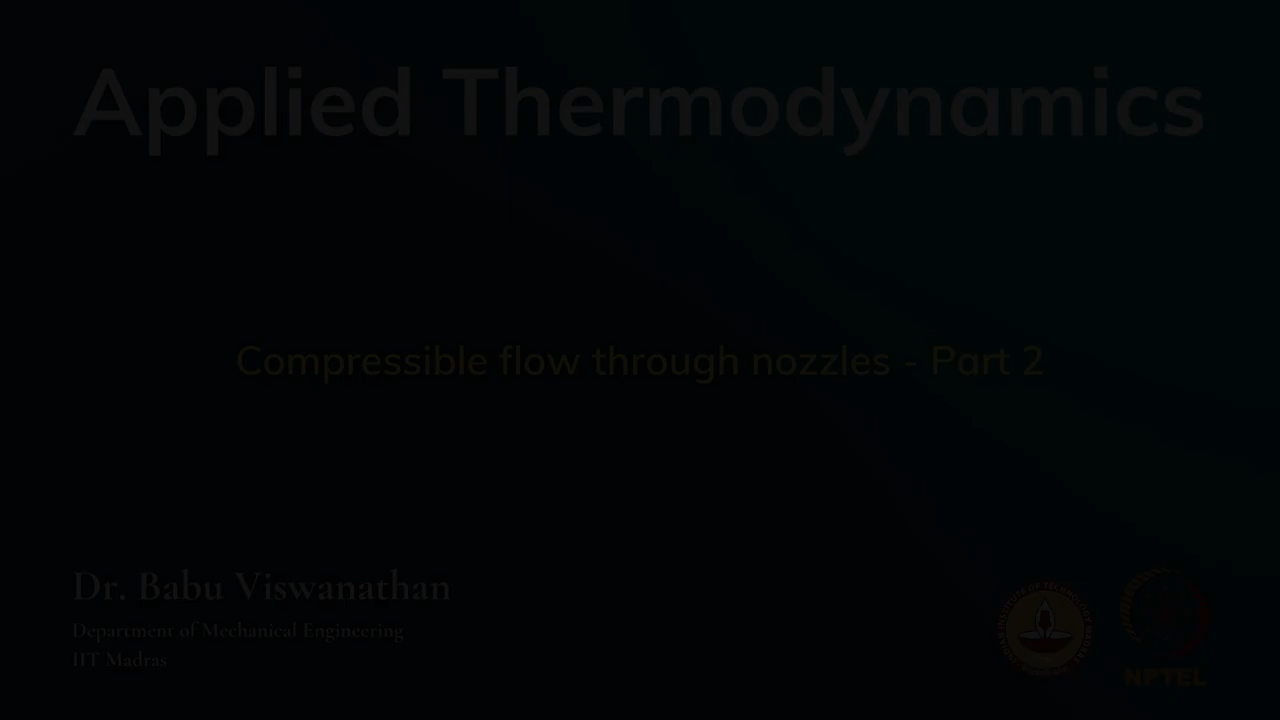 Applied Thermodynamics
Compressible flow through nozzles - Part 2
Dr. Babu Viswanathan
Department of Mechanical Engineering
IIT Madras
NPTEL